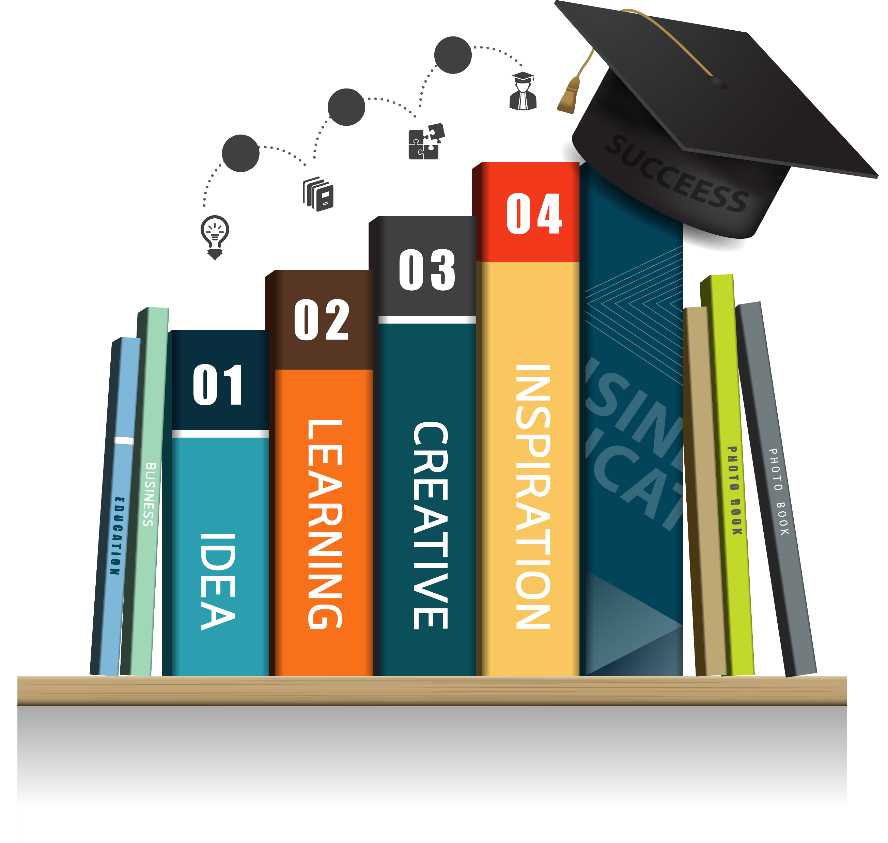 SUCCEESS
04
03
02
01
EDUCATION
BUSINESS
IDEA
LEARNING
CREATIVE
INSPIRATION
PHOTO BOOK
PHOTO BOOK